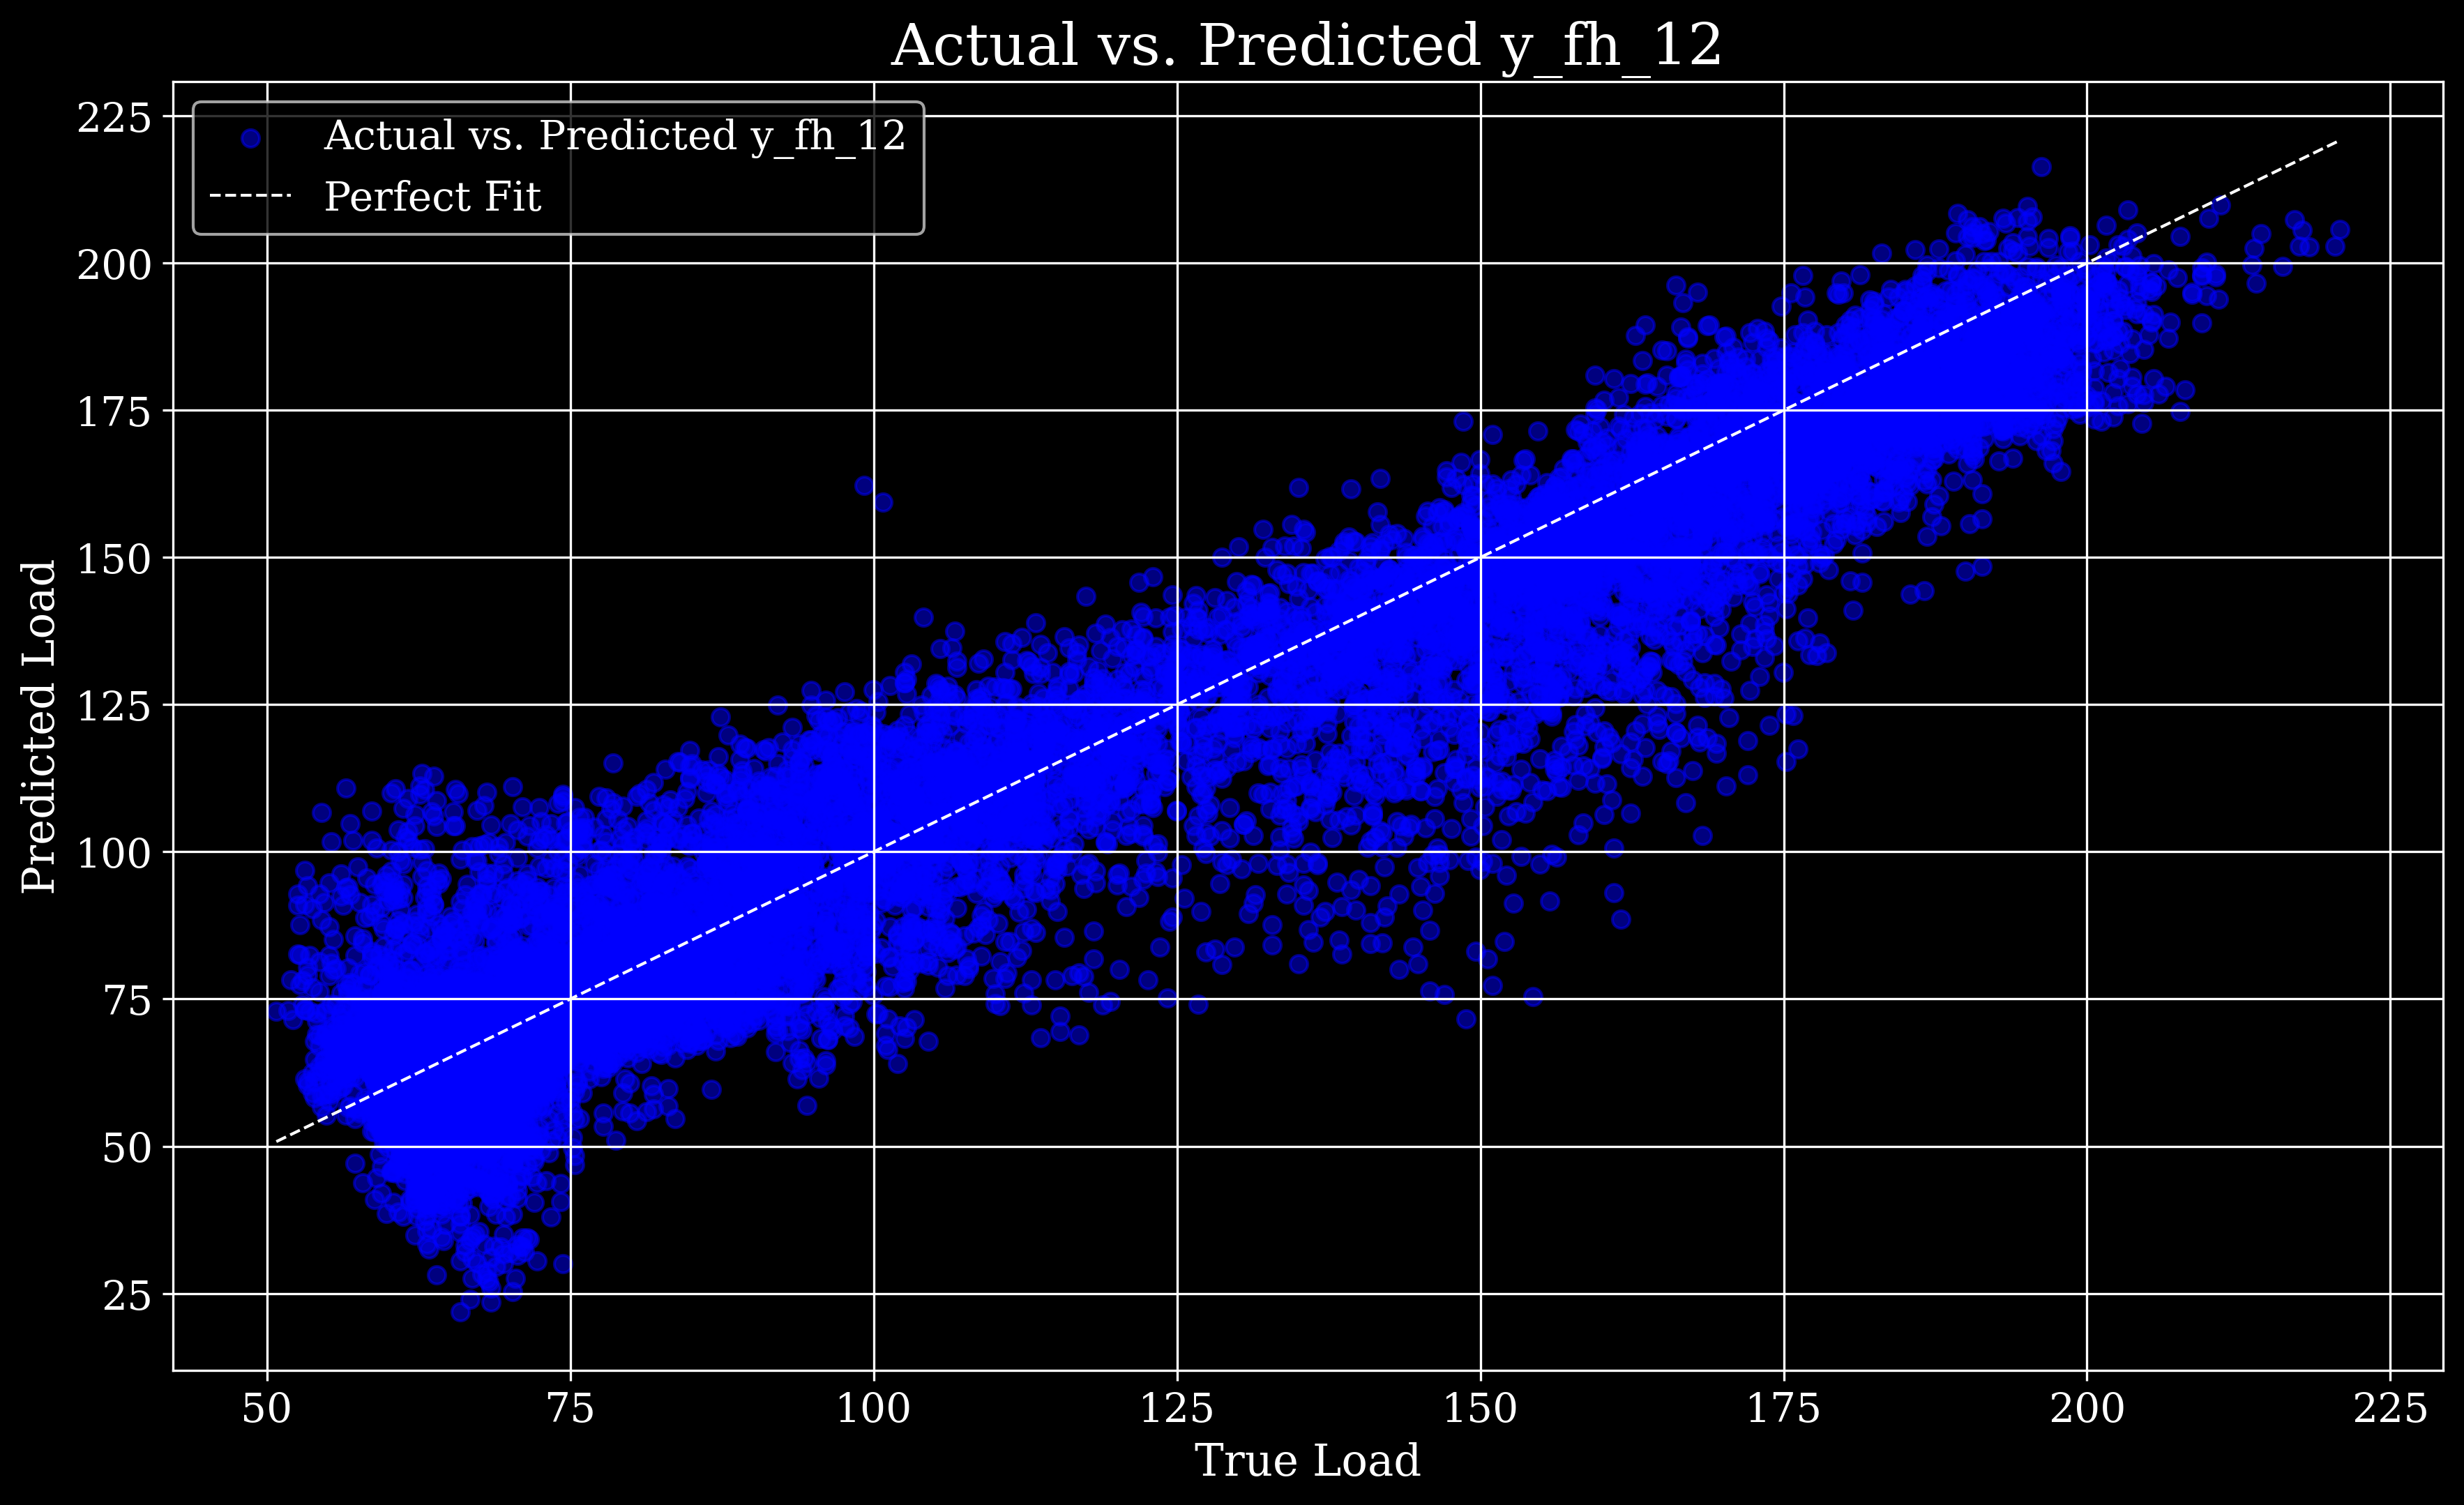 Actual vs. Predicted y_fh_12
Actual vs. Predicted y_fh_12
Perfect Fit
Predicted Load
225
200
175
150
125
100
75
50
25
50 75 100 125 150 175 200 225
True Load